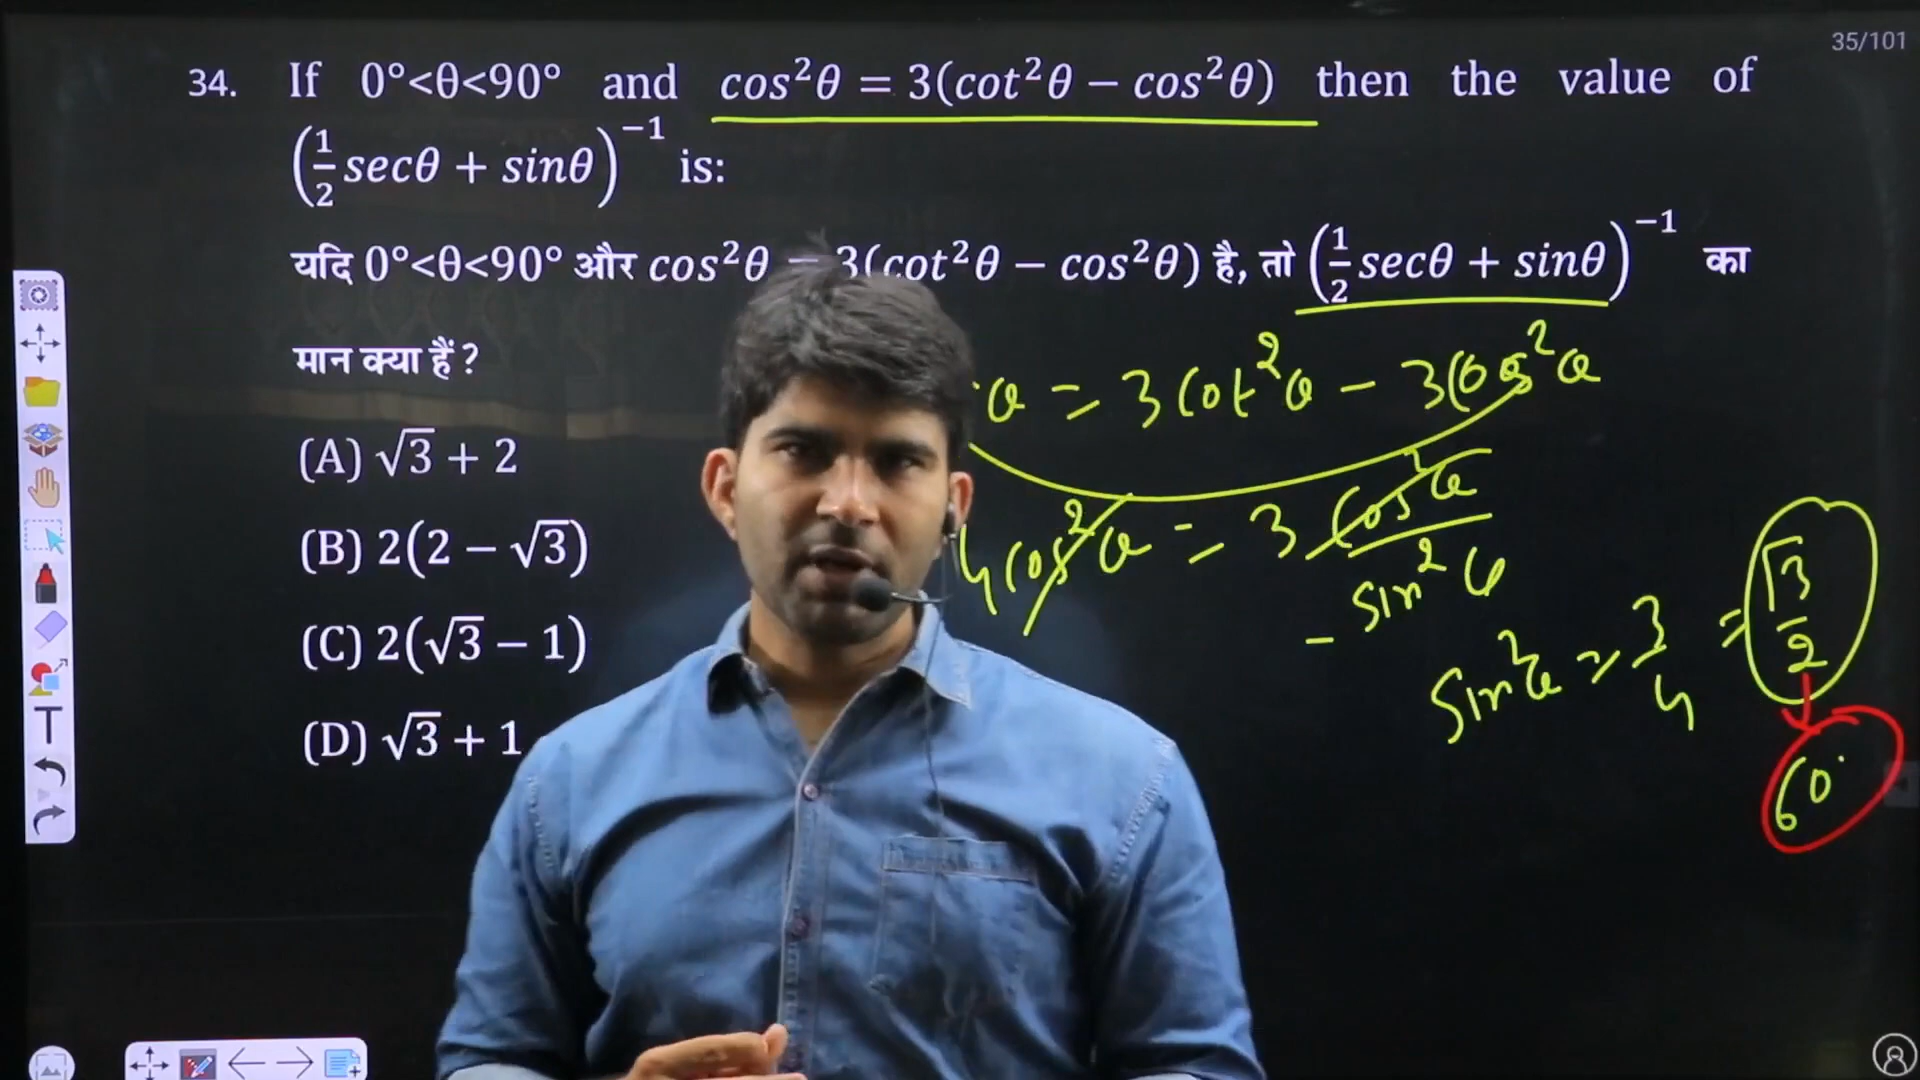 35/101
34. If 0°<θ<90° and cos²θ = 3(cot²θ − cos²θ) then the value of
(1/2 secθ + sinθ)⁻¹ is:
यदि 0°<θ<90° और cos²θ = 3(cot²θ − cos²θ) है, तो (1/2 secθ + sinθ)⁻¹ का
मान क्या हैं ?
θ = 3cot²θ − 3cos²θ
(A) √3 + 2
4cos²θ = 3 cos²θ/sin²θ
(B) 2(2 − √3)
sin²θ = 3/4 = √3/2
(C) 2(√3 − 1)
(D) √3 + 1
60°
T